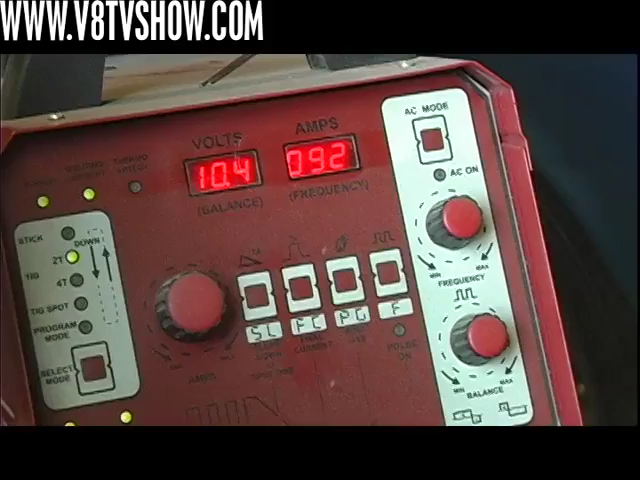 WWW.V8TVSHOW.COM
VOLTS
AMPS
AC MODE
10.4
092
(BALANCE)
(FREQUENCY)
AC ON
STICK
DOWN
2T
TIG
4T
TIG SPOT
PROGRAM
MODE
SELECT
MODE
SL
FC
PG
F
CURRENT
PULSE
ON
AMPS
MIN
MAX
FREQUENCY
MIN
MAX
BALANCE